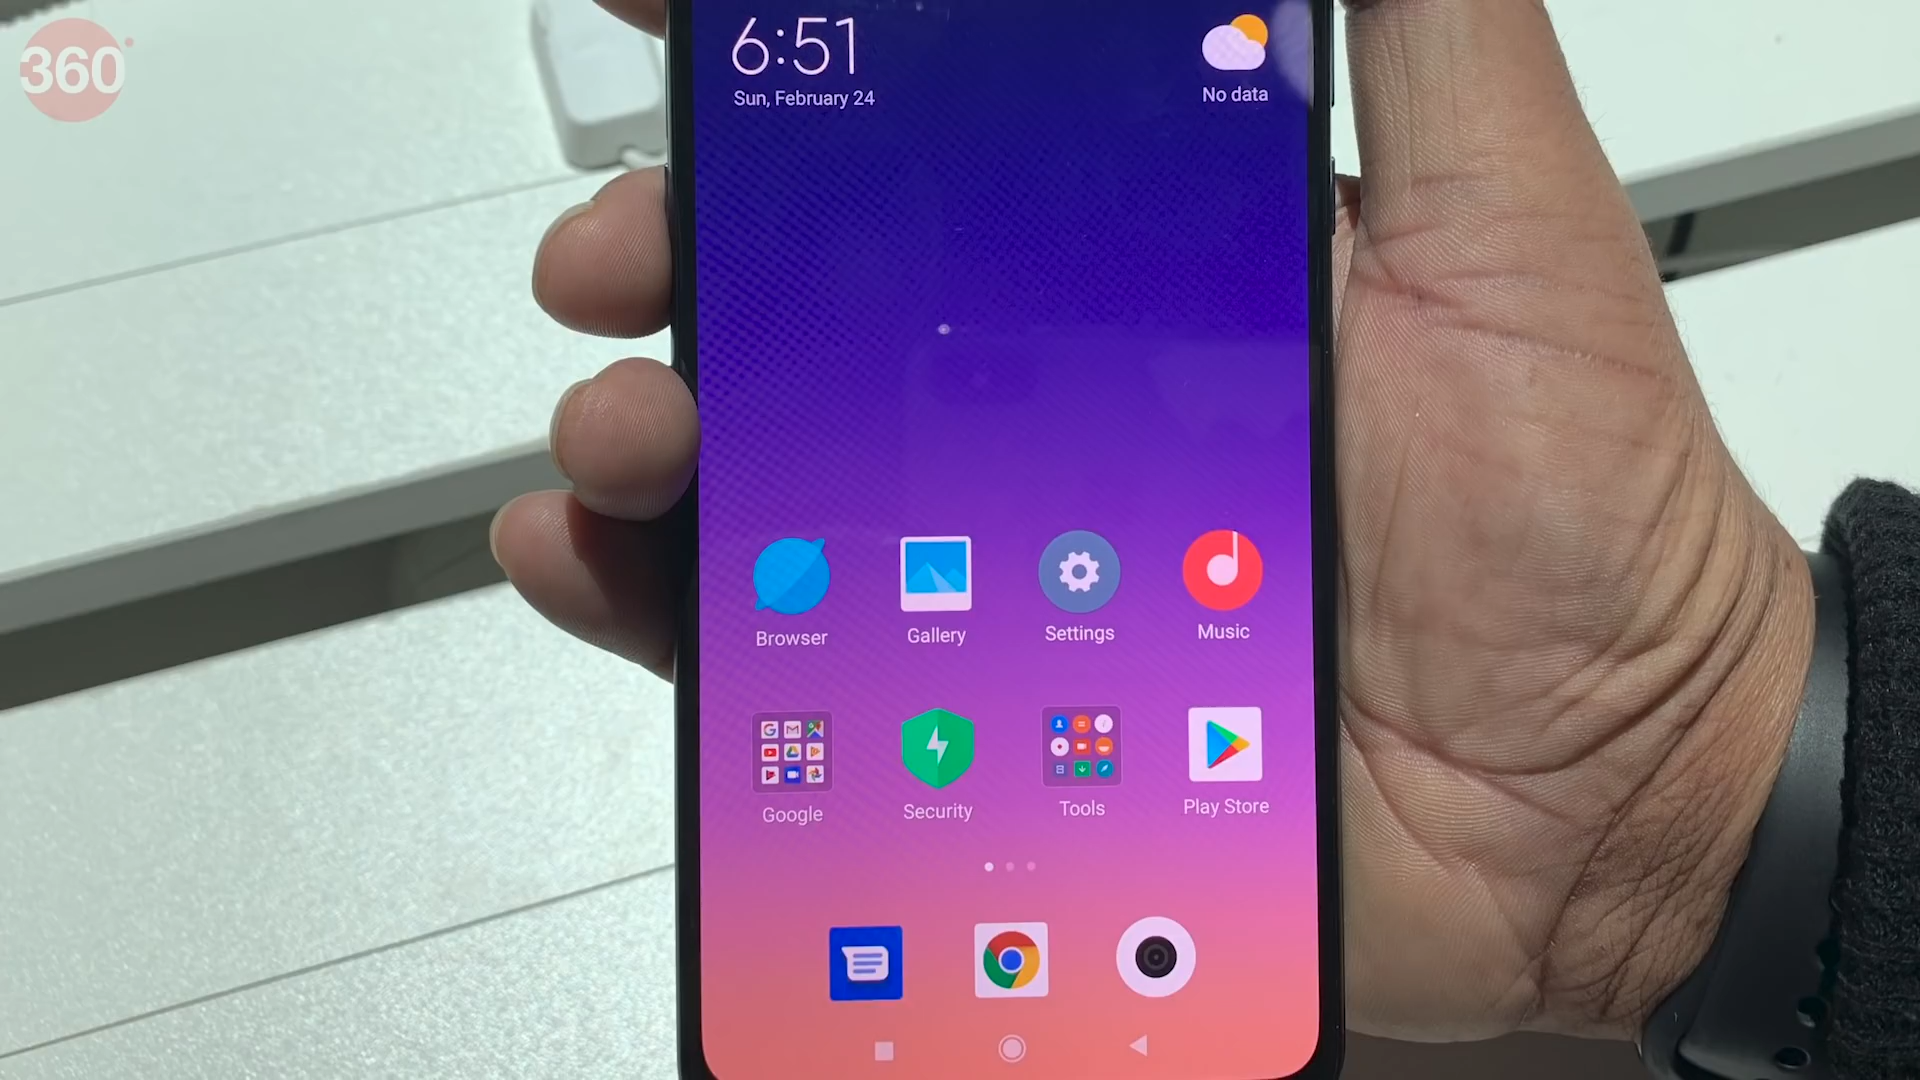 360
6:51
Sun, February 24
No data
Browser
Gallery
Settings
Music
Google
Security
Tools
Play Store